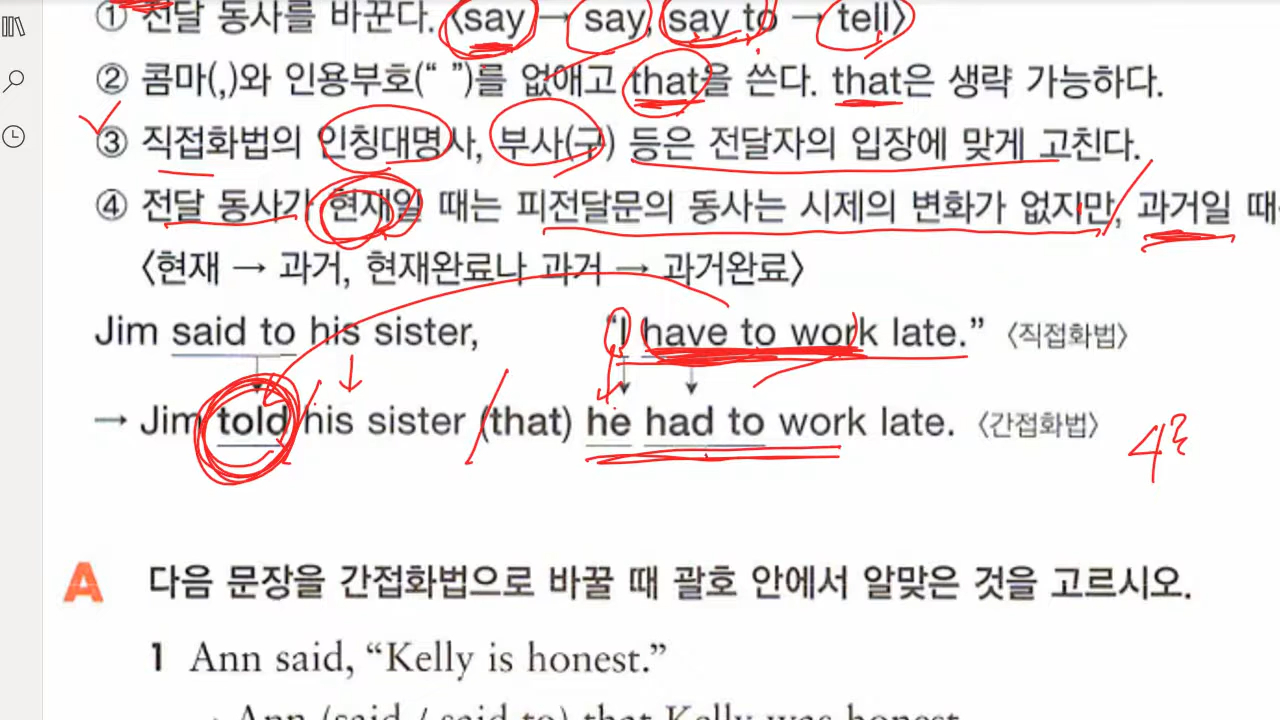 ① 전달 동사를 바꾼다. 〈say → say, say to → tell〉
② 콤마(,)와 인용부호(“ ”)를 없애고 that을 쓴다. that은 생략 가능하다.
③ 직접화법의 인칭대명사, 부사(구) 등은 전달자의 입장에 맞게 고친다.
④ 전달 동사가 현재일 때는 피전달문의 동사는 시제의 변화가 없지만, 과거일 때
〈현재 → 과거, 현재완료나 과거 → 과거완료〉
Jim said to his sister, “I have to work late.” 〈직접화법〉
→ Jim told his sister (that) he had to work late. 〈간접화법〉
A 다음 문장을 간접화법으로 바꿀 때 괄호 안에서 알맞은 것을 고르시오.
1 Ann said, “Kelly is honest.”
→ Ann (said / said to) that Kelly was honest.